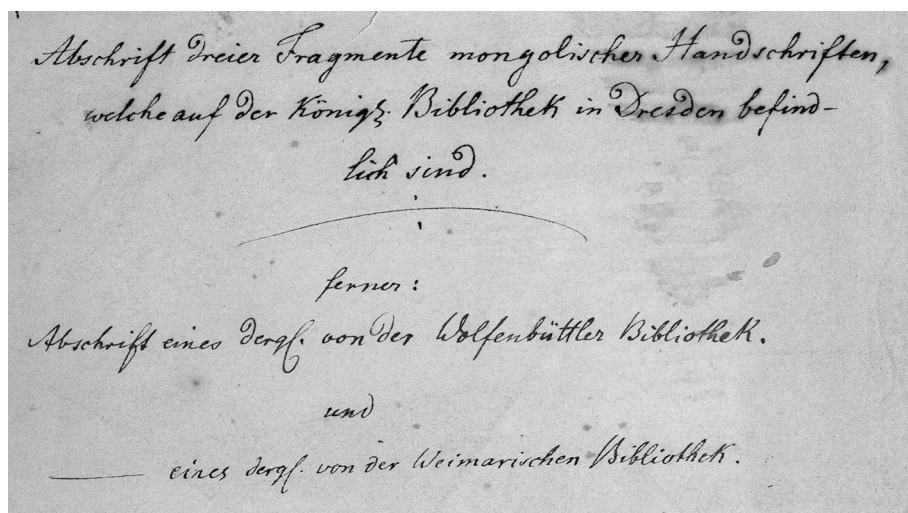 Abschrift dreier Fragmente mongolischer Handschriften,
welche auf der Königl. Bibliothek in Dresden befind-
lich sind.
ferner:
Abschrift eines dergl. von der Wolfenbüttler Bibliothek.
und
—— eines dergl. von der Weimarischen Bibliothek.